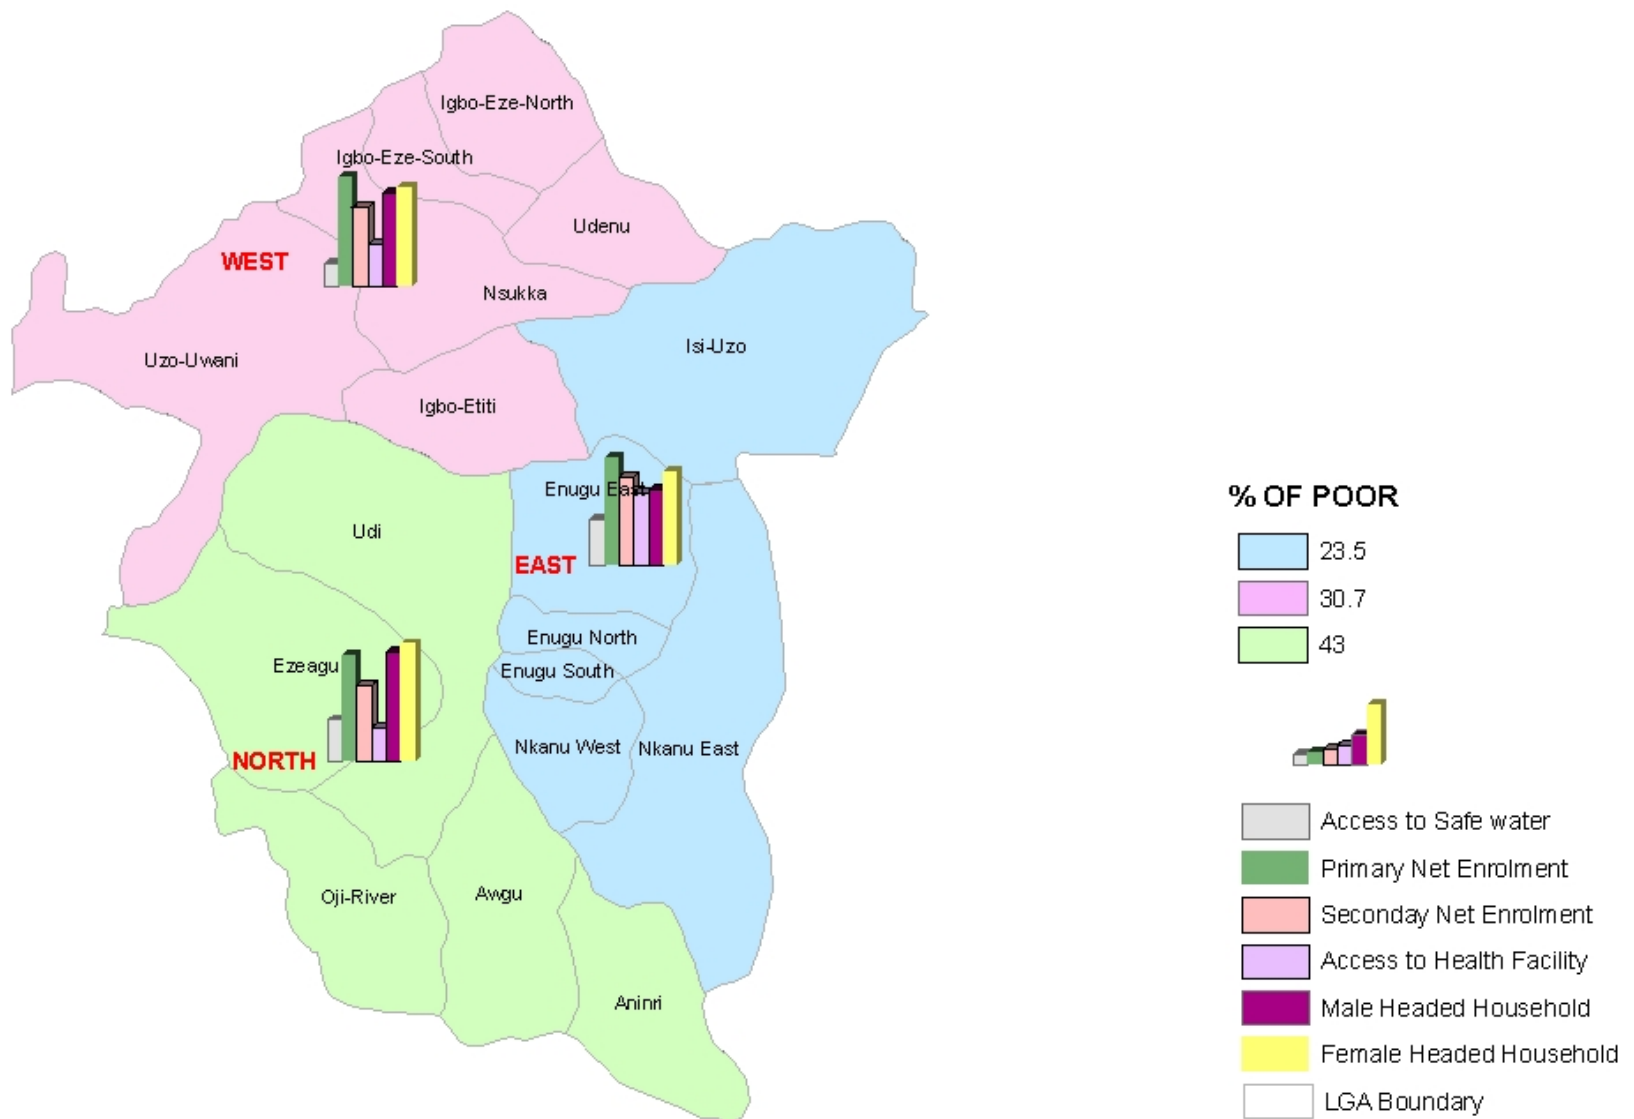 Igbo-Eze-North
Igbo-Eze-South
Udenu
WEST
Nsukka
Isi-Uzo
Uzo-Uwani
Igbo-Etiti
Enugu East
Udi
EAST
Enugu North
Ezeagu
Enugu South
Nkanu West
Nkanu East
NORTH
Oji-River
Awgu
Aninri
% OF POOR
23.5
30.7
43
Access to Safe water
Primary Net Enrolment
Seconday Net Enrolment
Access to Health Facility
Male Headed Household
Female Headed Household
LGA Boundary